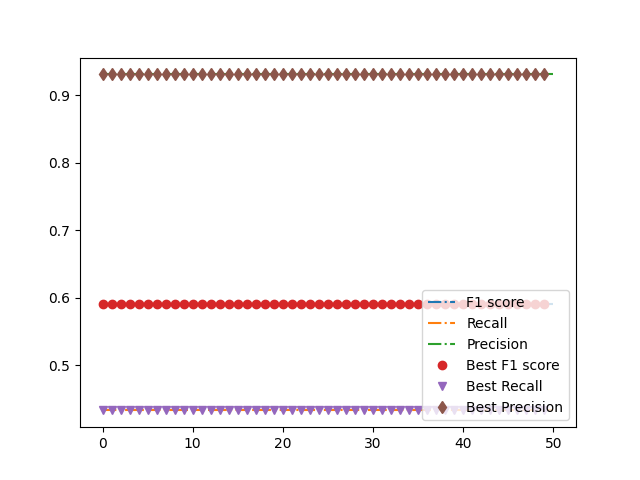 0.9
0.8
0.7
0.6
0.5
F1 score
Recall
Precision
Best F1 score
Best Recall
Best Precision
0 10 20 30 40 50